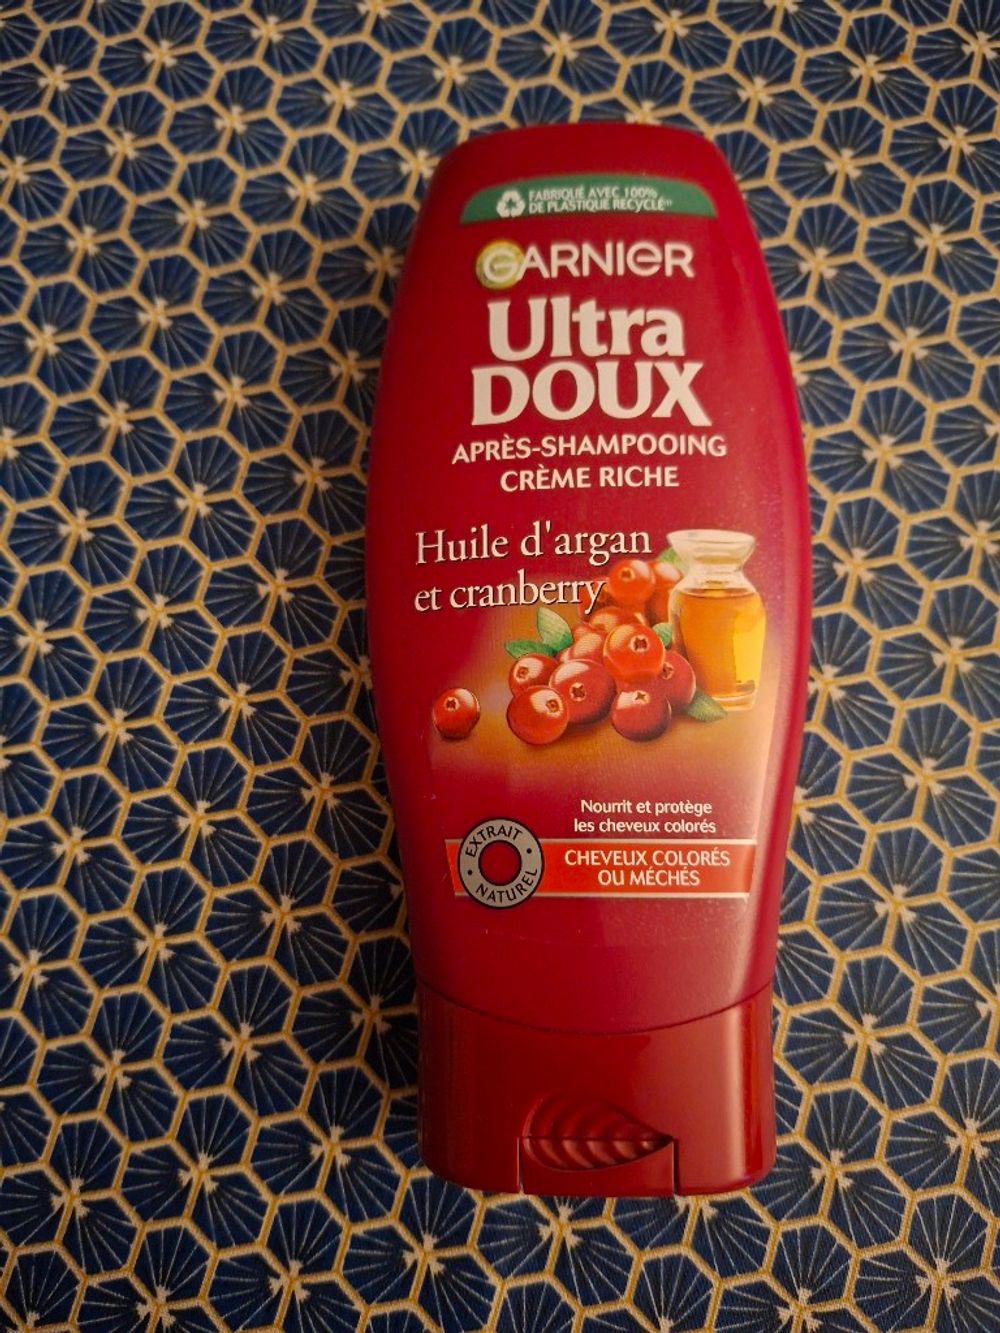 FABRIQUÉ AVEC 100%
DE PLASTIQUE RECYCLÉ
GARNIER
Ultra
DOUX
APRÈS-SHAMPOOING
CRÈME RICHE
Huile d'argan
et cranberry
Nourrit et protège
les cheveux colorés
EXTRAIT
NATUREL
CHEVEUX COLORÉS
OU MÉCHÉS